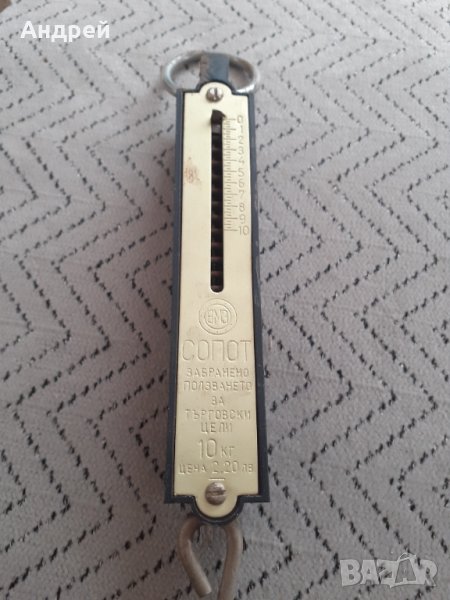 Андрей
0
1
2
3
4
5
6
7
8
9
10
СОПОТ
ЗАБРАНЕНО
ПОЛЗВАНЕТО
ЗА
ТЪРГОВСКИ
ЦЕЛИ
10 КГ
ЦЕНА 2.20 ЛВ
BAZAR